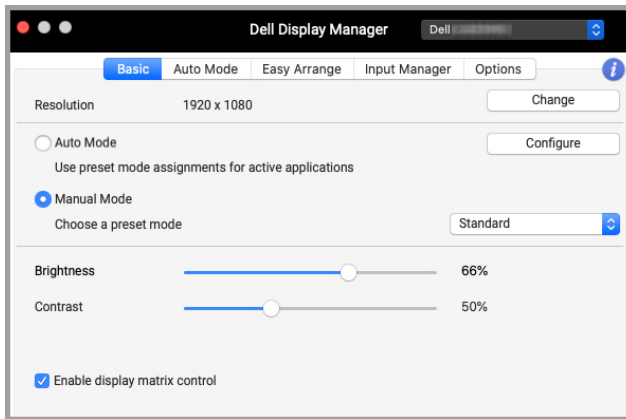 Dell Display Manager Dell
Basic Auto Mode Easy Arrange Input Manager Options i
Resolution 1920 x 1080 Change
Auto Mode Configure
Use preset mode assignments for active applications
Manual Mode
Choose a preset mode Standard
Brightness 66%
Contrast 50%
Enable display matrix control